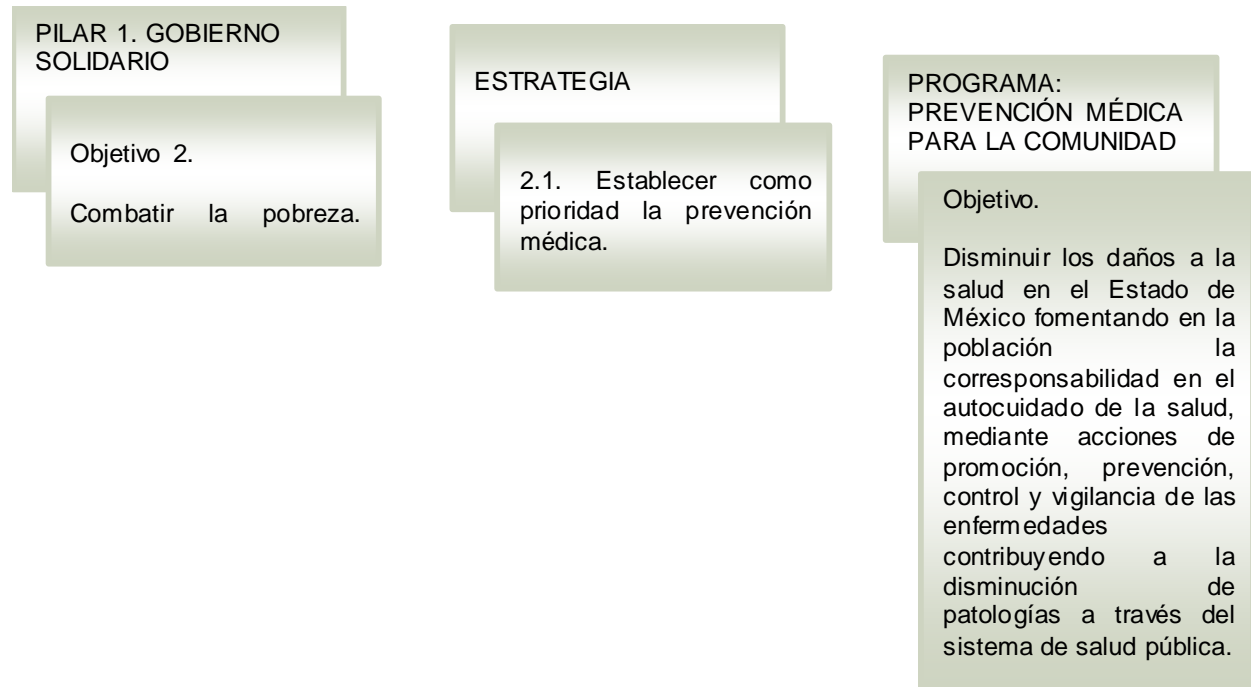 PILAR 1. GOBIERNO
SOLIDARIO
Objetivo 2.
Combatir la pobreza.
ESTRATEGIA
2.1. Establecer como
prioridad la prevención
médica.
PROGRAMA:
PREVENCIÓN MÉDICA
PARA LA COMUNIDAD
Objetivo.
Disminuir los daños a la
salud en el Estado de
México fomentando en la
población la
corresponsabilidad en el
autocuidado de la salud,
mediante acciones de
promoción, prevención,
control y vigilancia de las
enfermedades
contribuyendo a la
disminución de
patologías a través del
sistema de salud pública.